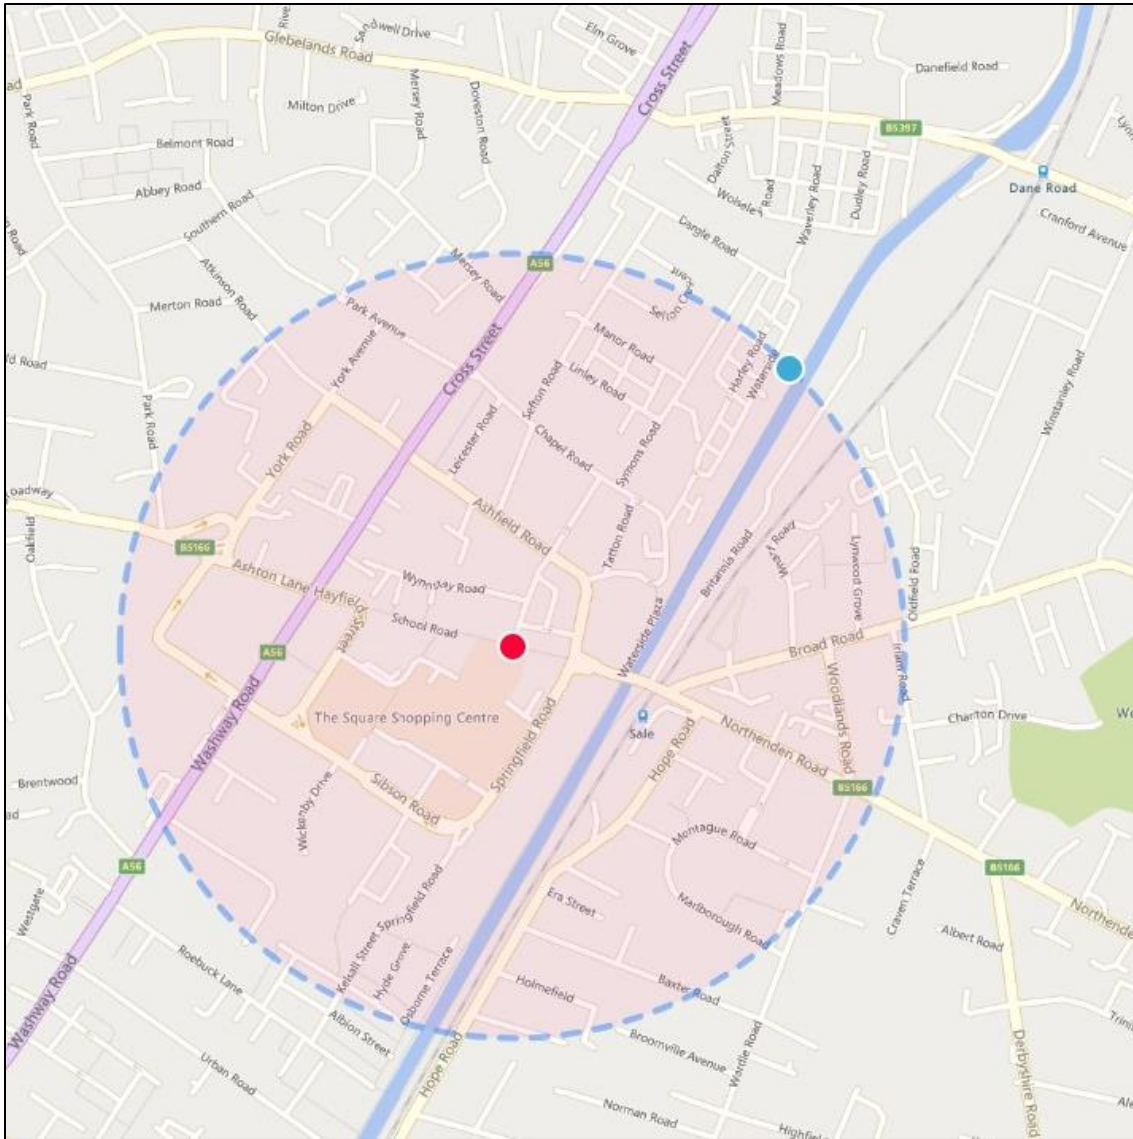 Sandwell Drive
Elm Grove
Glebelands Road
Cross Street
Meadows Road
Danefield Road
Park Road
Milton Drive
Mersey Road
Doveston Road
B5397
Belmont Road
Dalton Street
Abbey Road
Dudley Road
Waverley Road
Road
Dane Road
Southern Road
Dargle Road
Cranford Avenue
Atkinson Road
Mersey Road
A56
Merton Road
Park Avenue
Manor Road
Harley Road
Waterside
York Avenue
Cross Street
Linley Road
Sefton Road
Winstanley Road
Park Road
Leicester Road
Chapel Road
Symons Road
York Road
Ashfield Road
Tatton Road
Oakfield
B5166
Britannia Road
Lynwood Grove
Oldfield Road
Ashton Lane
Hayfield Street
School Road
Waterside Plaza
Broad Road
A56
Irlam Road
Woodlands Road
The Square Shopping Centre
Sale
Charlton Drive
Washway Road
Springfield Road
Hope Road
Northenden Road
Brentwood
Sibson Road
Wickenby Drive
B5166
Montague Road
A56
B5166
Westgate
Era Street
Marlborough Road
Craven Terrace
Northenden
Albert Road
Springfield Road
Kelsall Street
Hyde Grove
Osborne Terrace
Roebuck Lane
Holmefield
Baxter Road
Washway Road
Albion Street
Broomville Avenue
Wardle Road
Urban Road
Hope Road
Derbyshire Road
Norman Road